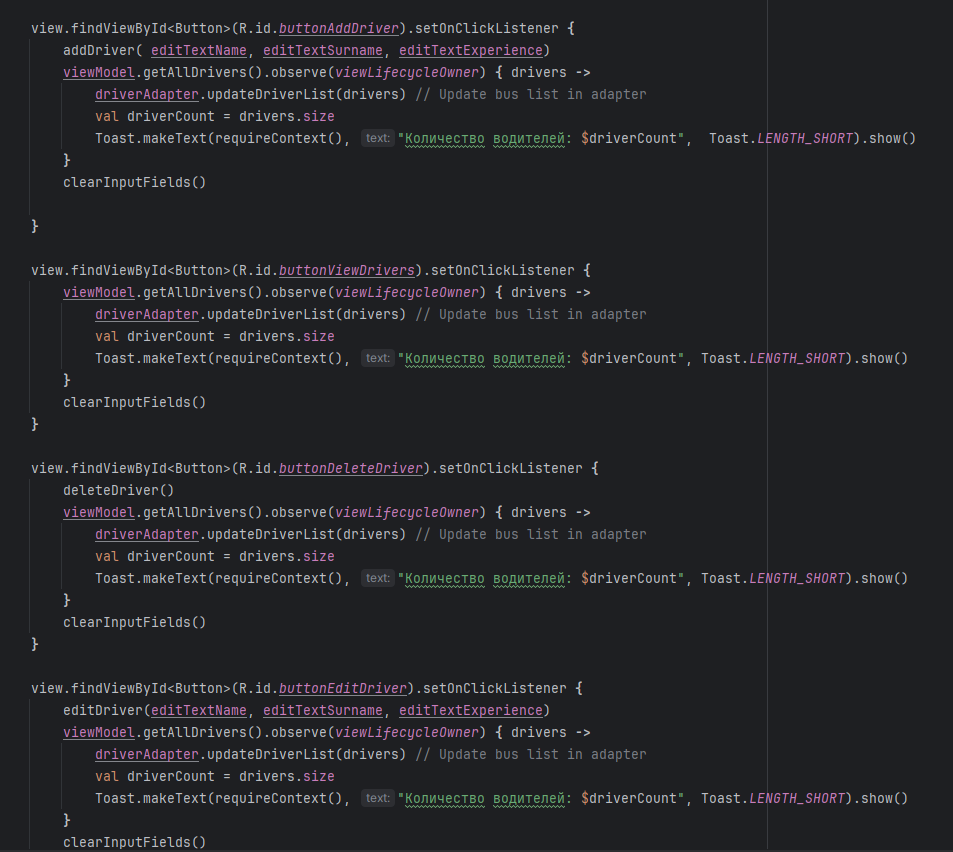 view.findViewById<Button>(R.id.buttonAddDriver).setOnClickListener {
addDriver( editTextName, editTextSurname, editTextExperience)
viewModel.getAllDrivers().observe(viewLifecycleOwner) { drivers ->
driverAdapter.updateDriverList(drivers) // Update bus list in adapter
val driverCount = drivers.size
Toast.makeText(requireContext(), text: "Количество водителей: $driverCount",  Toast.LENGTH_SHORT).show()
}
clearInputFields()
}
view.findViewById<Button>(R.id.buttonViewDrivers).setOnClickListener {
viewModel.getAllDrivers().observe(viewLifecycleOwner) { drivers ->
driverAdapter.updateDriverList(drivers) // Update bus list in adapter
val driverCount = drivers.size
Toast.makeText(requireContext(), text: "Количество водителей: $driverCount", Toast.LENGTH_SHORT).show()
}
clearInputFields()
}
view.findViewById<Button>(R.id.buttonDeleteDriver).setOnClickListener {
deleteDriver()
viewModel.getAllDrivers().observe(viewLifecycleOwner) { drivers ->
driverAdapter.updateDriverList(drivers) // Update bus list in adapter
val driverCount = drivers.size
Toast.makeText(requireContext(), text: "Количество водителей: $driverCount", Toast.LENGTH_SHORT).show()
}
clearInputFields()
}
view.findViewById<Button>(R.id.buttonEditDriver).setOnClickListener {
editDriver(editTextName, editTextSurname, editTextExperience)
viewModel.getAllDrivers().observe(viewLifecycleOwner) { drivers ->
driverAdapter.updateDriverList(drivers) // Update bus list in adapter
val driverCount = drivers.size
Toast.makeText(requireContext(), text: "Количество водителей: $driverCount", Toast.LENGTH_SHORT).show()
}
clearInputFields()